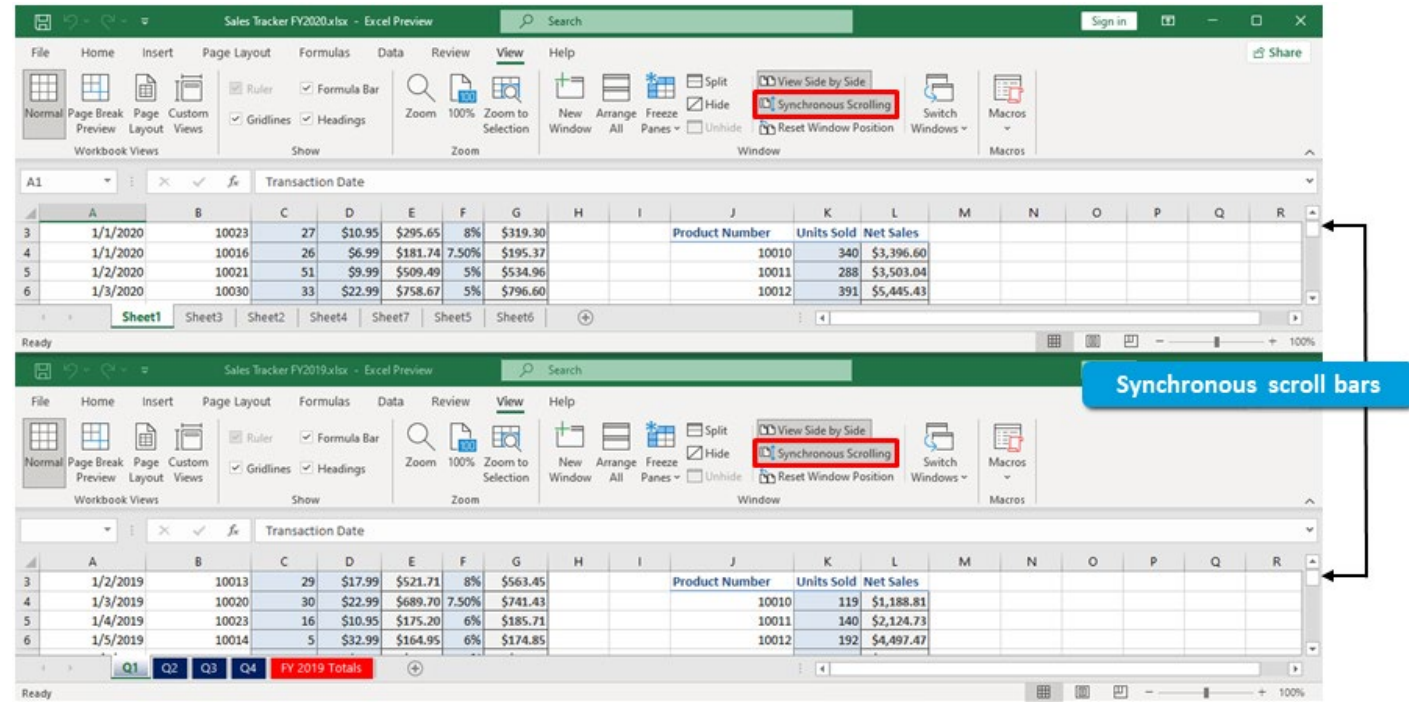 Sales Tracker FY2020.xlsx - Excel Preview Search Sign in
File Home Insert Page Layout Formulas Data Review View Help Share
Normal Page Break Preview Page Layout Custom Views Ruler Formula Bar Gridlines Headings Zoom 100% Zoom to Selection New Window Arrange All Freeze Panes Split Hide Unhide View Side by Side Synchronous Scrolling Reset Window Position Switch Windows Macros
Workbook Views Show Zoom Window Macros
A1 fx Transaction Date
A B C D E F G H I J K L M N O P Q R
3 1/1/2020 10023 27 $10.95 $295.65 8% $319.30 Product Number Units Sold Net Sales
4 1/1/2020 10016 26 $6.99 $181.74 7.50% $195.37 10010 340 $3,396.60
5 1/2/2020 10021 51 $9.99 $509.49 5% $534.96 10011 288 $3,503.04
6 1/3/2020 10030 33 $22.99 $758.67 5% $796.60 10012 391 $5,445.43
Sheet1 Sheet3 Sheet2 Sheet4 Sheet7 Sheet5 Sheet6
Ready 100%
Sales Tracker FY2019.xlsx - Excel Preview Search
Synchronous scroll bars
File Home Insert Page Layout Formulas Data Review View Help
Normal Page Break Preview Page Layout Custom Views Ruler Formula Bar Gridlines Headings Zoom 100% Zoom to Selection New Window Arrange All Freeze Panes Split Hide Unhide View Side by Side Synchronous Scrolling Reset Window Position Switch Windows Macros
Workbook Views Show Zoom Window Macros
fx Transaction Date
A B C D E F G H I J K L M N O P Q R
3 1/2/2019 10013 29 $17.99 $521.71 8% $563.45 Product Number Units Sold Net Sales
4 1/3/2019 10020 30 $22.99 $689.70 7.50% $741.43 10010 119 $1,188.81
5 1/4/2019 10023 16 $10.95 $175.20 6% $185.71 10011 140 $2,124.73
6 1/5/2019 10014 5 $32.99 $164.95 6% $174.85 10012 192 $4,497.47
Q1 Q2 Q3 Q4 FY 2019 Totals
Ready 100%